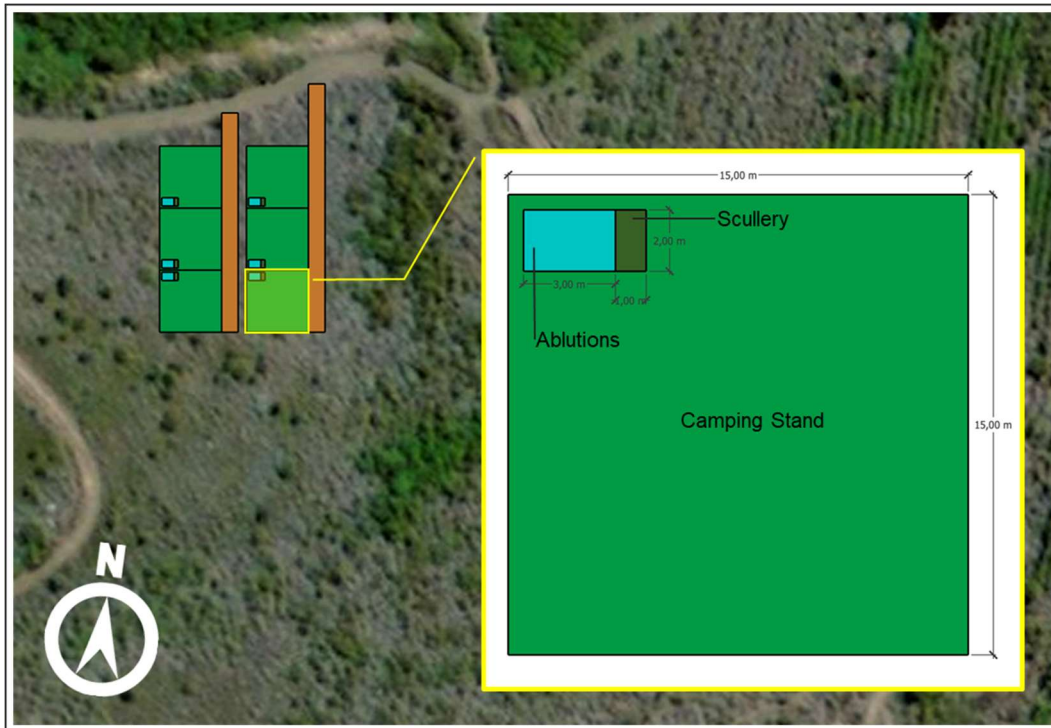 15,00 m
Scullery
2,00 m
3,00 m
1,00 m
Ablutions
Camping Stand
15,00 m
N